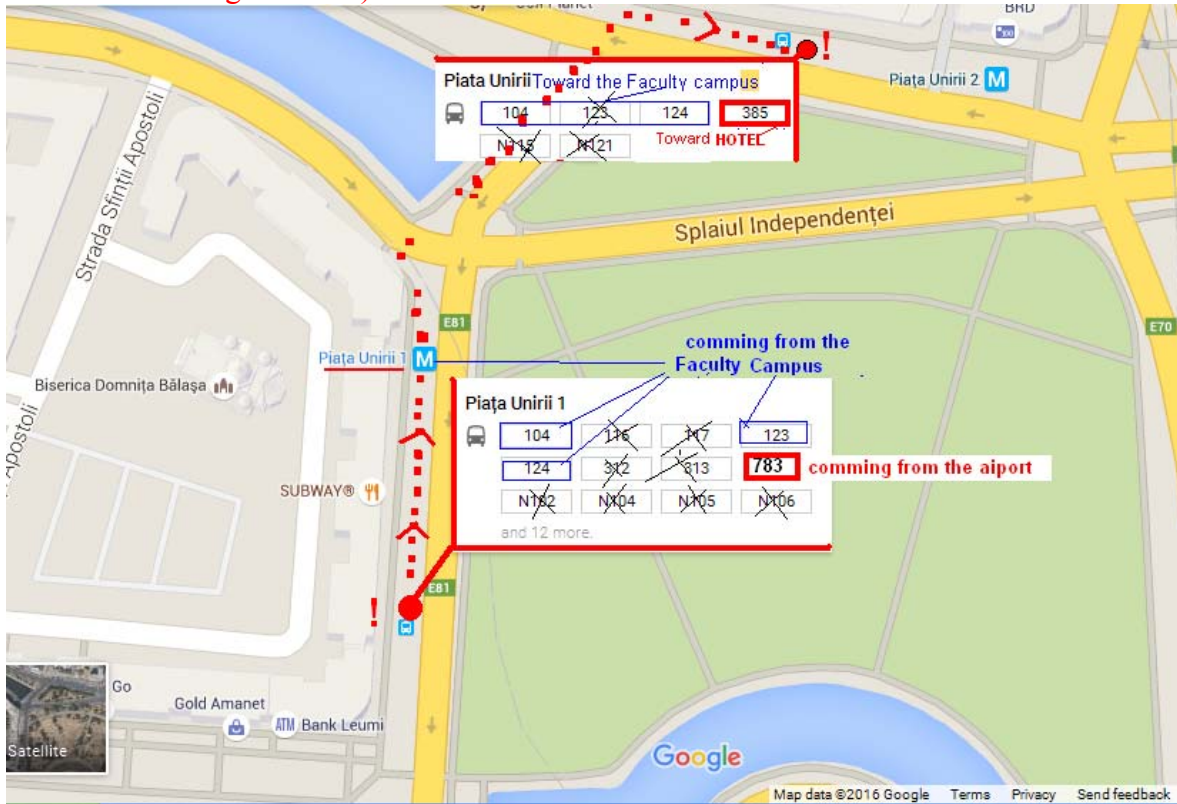 BRD
Piața Unirii 2 M
Piata Unirii Toward the Faculty campus
104 123 124 385
N115 N121 Toward HOTEL
Strada Sfinții Apostoli
Splaiul Independenței
E81
E70
Piața Unirii 1 M
comming from the
Faculty Campus
Biserica Domnița Bălașa
Apostoli
Piața Unirii 1
104 116 117 123
124 312 313 783 comming from the aiport
N102 N104 N105 N106
and 12 more.
SUBWAY®
!
!
E81
Go
Gold Amanet
ATM Bank Leumi
Satellite
Google
Map data ©2016 Google Terms Privacy Send feedback